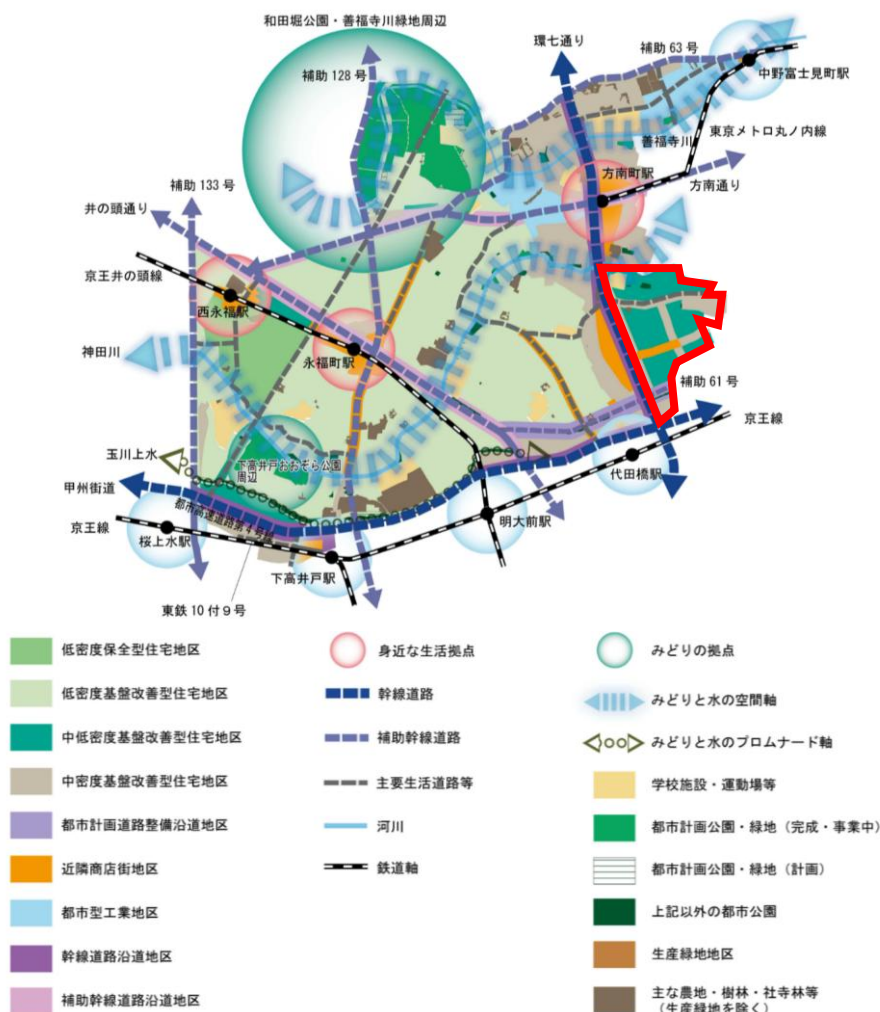 和田堀公園・善福寺川緑地周辺
環七通り
補助 63 号
中野富士見町駅
補助 128 号
善福寺川
東京メトロ丸ノ内線
方南町駅
方南通り
補助 133 号
井の頭通り
京王井の頭線
西永福駅
神田川
永福町駅
補助 61 号
京王線
玉川上水
下高井戸おおぞら公園
周辺
代田橋駅
甲州街道
都市高速道路第4号線
明大前駅
京王線
桜上水駅
下高井戸駅
東鉄 10 付９号
低密度保全型住宅地区
低密度基盤改善型住宅地区
中低密度基盤改善型住宅地区
中密度基盤改善型住宅地区
都市計画道路整備沿道地区
近隣商店街地区
都市型工業地区
幹線道路沿道地区
補助幹線道路沿道地区
身近な生活拠点
幹線道路
補助幹線道路
主要生活道路等
河川
鉄道軸
みどりの拠点
みどりと水の空間軸
みどりと水のプロムナード軸
学校施設・運動場等
都市計画公園・緑地（完成・事業中）
都市計画公園・緑地（計画）
上記以外の都市公園
生産緑地地区
主な農地・樹林・社寺林等
（生産緑地を除く）